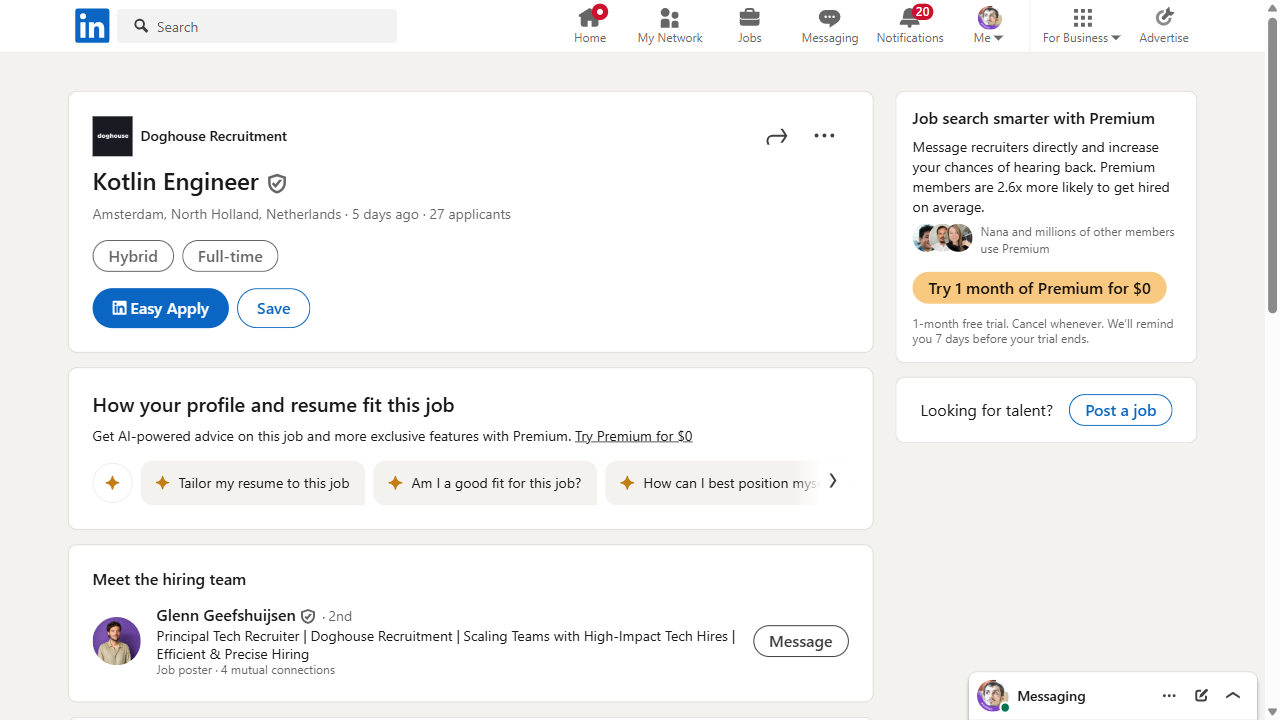 in
Search
Home
My Network
Jobs
Messaging
20
Notifications
Me
For Business
Advertise
doghouse
Doghouse Recruitment
Kotlin Engineer
Amsterdam, North Holland, Netherlands · 5 days ago · 27 applicants
Hybrid
Full-time
in Easy Apply
Save
How your profile and resume fit this job
Get AI-powered advice on this job and more exclusive features with Premium. Try Premium for $0
Tailor my resume to this job
Am I a good fit for this job?
How can I best position mys
Meet the hiring team
Glenn Geefshuijsen · 2nd
Principal Tech Recruiter | Doghouse Recruitment | Scaling Teams with High-Impact Tech Hires |
Efficient & Precise Hiring
Job poster · 4 mutual connections
Message
Job search smarter with Premium
Message recruiters directly and increase
your chances of hearing back. Premium
members are 2.6x more likely to get hired
on average.
Nana and millions of other members
use Premium
Try 1 month of Premium for $0
1-month free trial. Cancel whenever. We’ll remind
you 7 days before your trial ends.
Looking for talent?
Post a job
Messaging